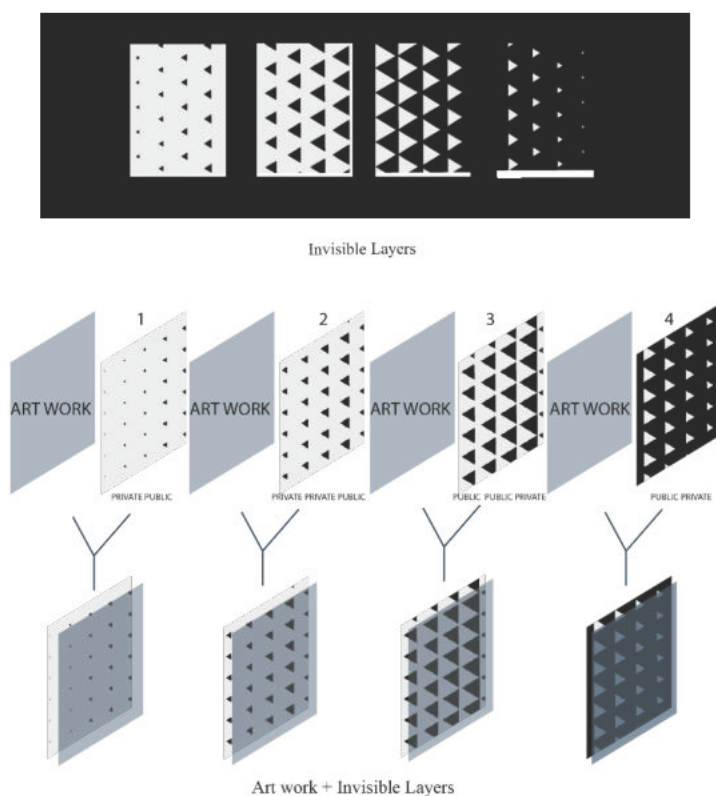 Invisible Layers
1 2 3 4
ART WORK ART WORK ART WORK ART WORK
PRIVATE PUBLIC PRIVATE PRIVATE PUBLIC PUBLIC PUBLIC PRIVATE PUBLIC PRIVATE
Art work + Invisible Layers